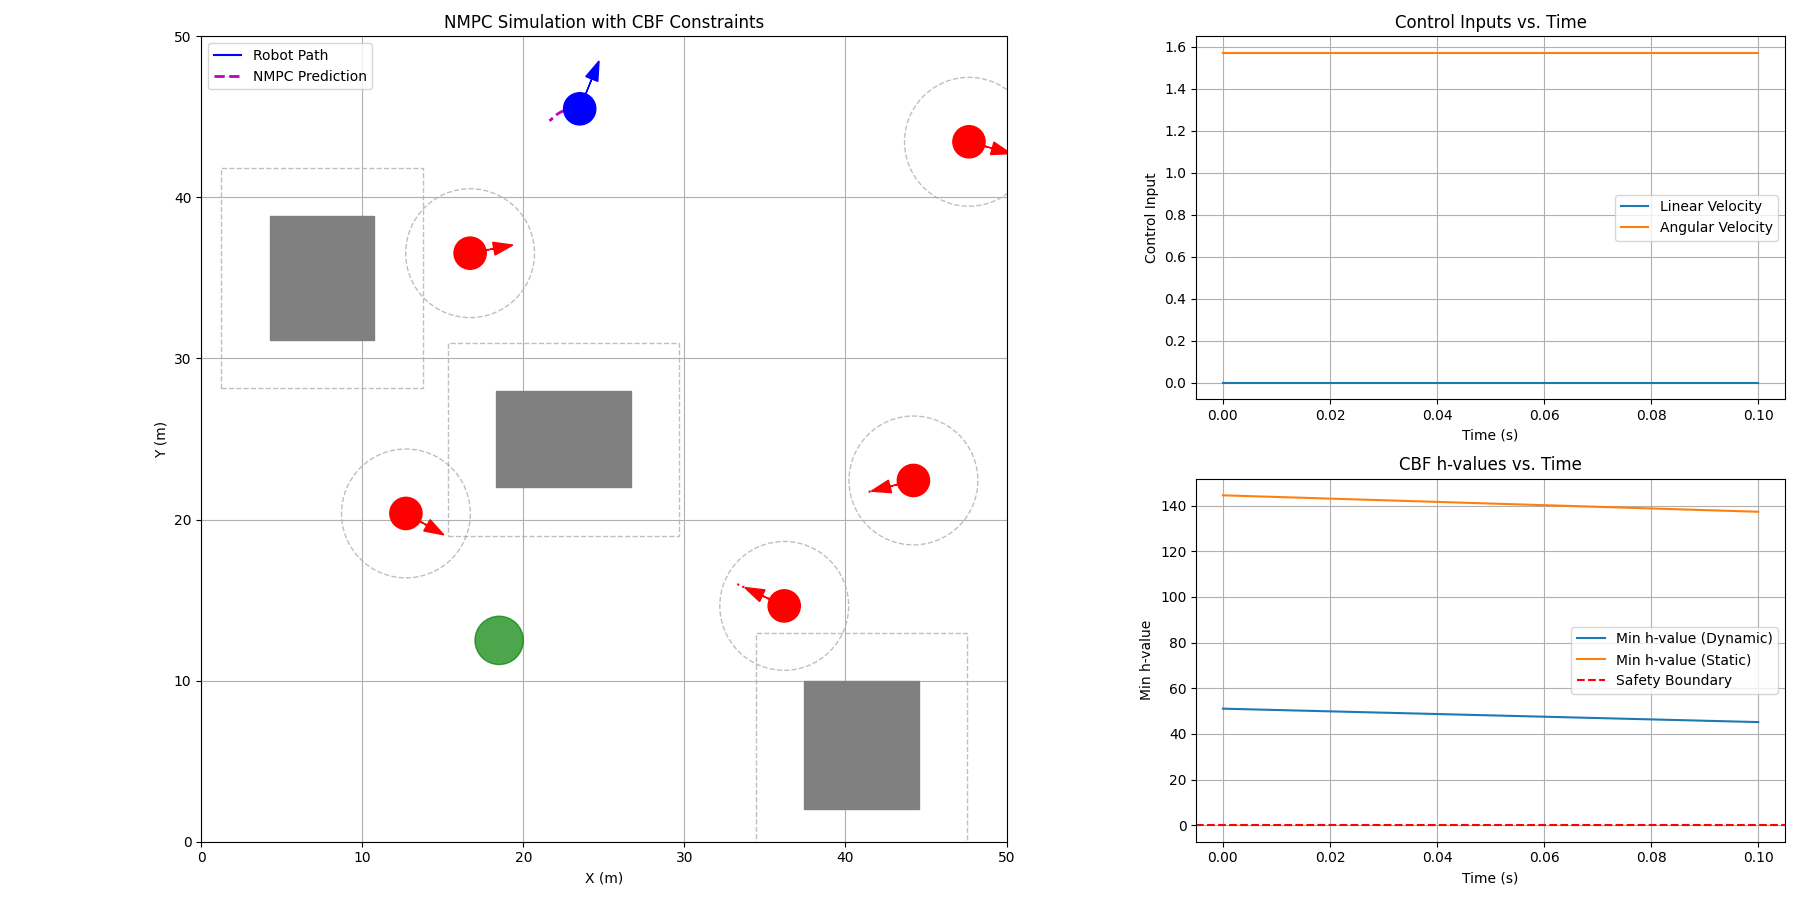 NMPC Simulation with CBF Constraints
Robot Path
NMPC Prediction
50
40
30
20
10
0
Y (m)
0 10 20 30 40 50
X (m)
Control Inputs vs. Time
1.6
1.4
1.2
1.0
0.8
0.6
0.4
0.2
0.0
Control Input
Linear Velocity
Angular Velocity
0.00 0.02 0.04 0.06 0.08 0.10
Time (s)
CBF h-values vs. Time
140
120
100
80
60
40
20
0
Min h-value
Min h-value (Dynamic)
Min h-value (Static)
Safety Boundary
0.00 0.02 0.04 0.06 0.08 0.10
Time (s)